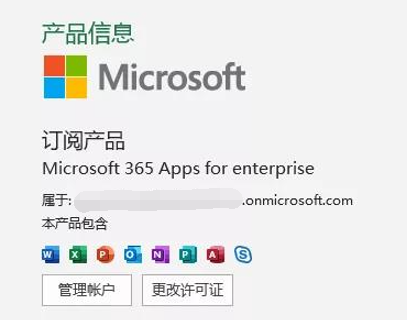 产品信息
Microsoft
订阅产品
Microsoft 365 Apps for enterprise
属于: .onmicrosoft.com
本产品包含
W X P O N P A S
管理帐户 更改许可证